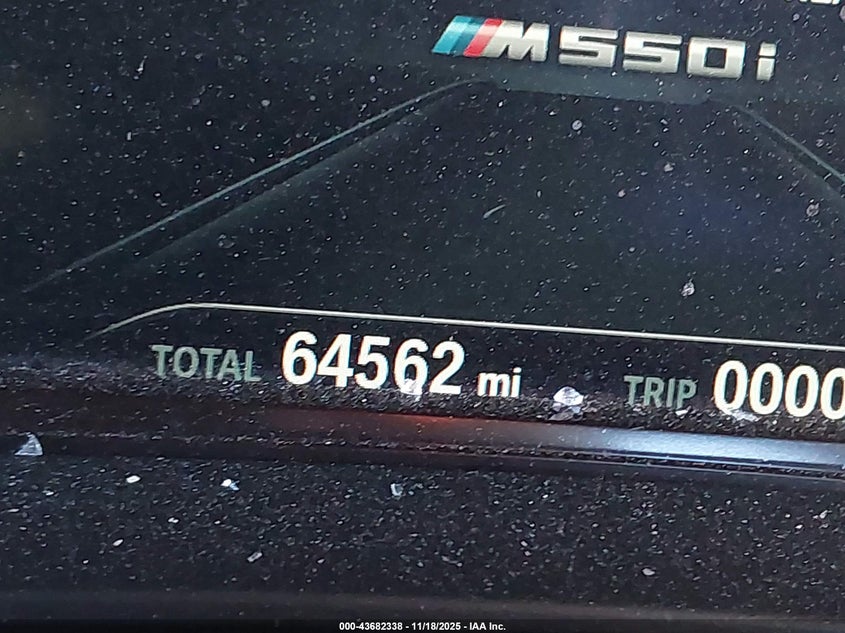 M550i
TOTAL 64562 mi TRIP 0000
000-43682338 - 11/18/2025 - IAA Inc.